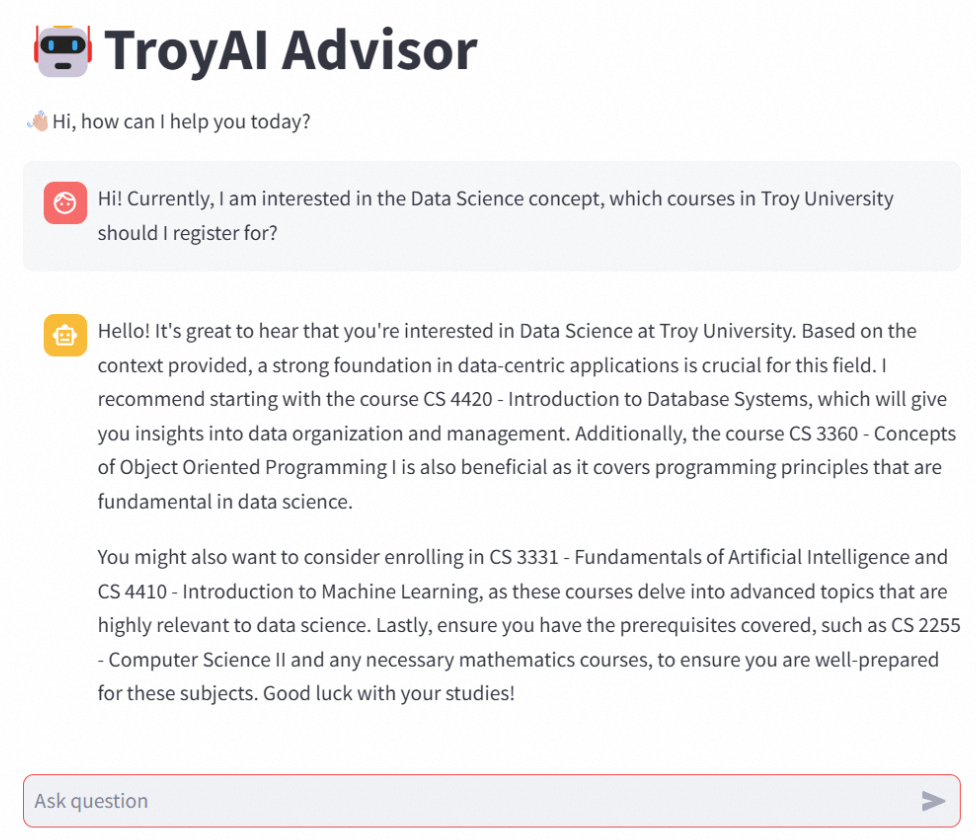 TroyAI Advisor
Hi, how can I help you today?
Hi! Currently, I am interested in the Data Science concept, which courses in Troy University
should I register for?
Hello! It's great to hear that you're interested in Data Science at Troy University. Based on the
context provided, a strong foundation in data-centric applications is crucial for this field. I
recommend starting with the course CS 4420 - Introduction to Database Systems, which will give
you insights into data organization and management. Additionally, the course CS 3360 - Concepts
of Object Oriented Programming I is also beneficial as it covers programming principles that are
fundamental in data science.
You might also want to consider enrolling in CS 3331 - Fundamentals of Artificial Intelligence and
CS 4410 - Introduction to Machine Learning, as these courses delve into advanced topics that are
highly relevant to data science. Lastly, ensure you have the prerequisites covered, such as CS 2255
- Computer Science II and any necessary mathematics courses, to ensure you are well-prepared
for these subjects. Good luck with your studies!
Ask question